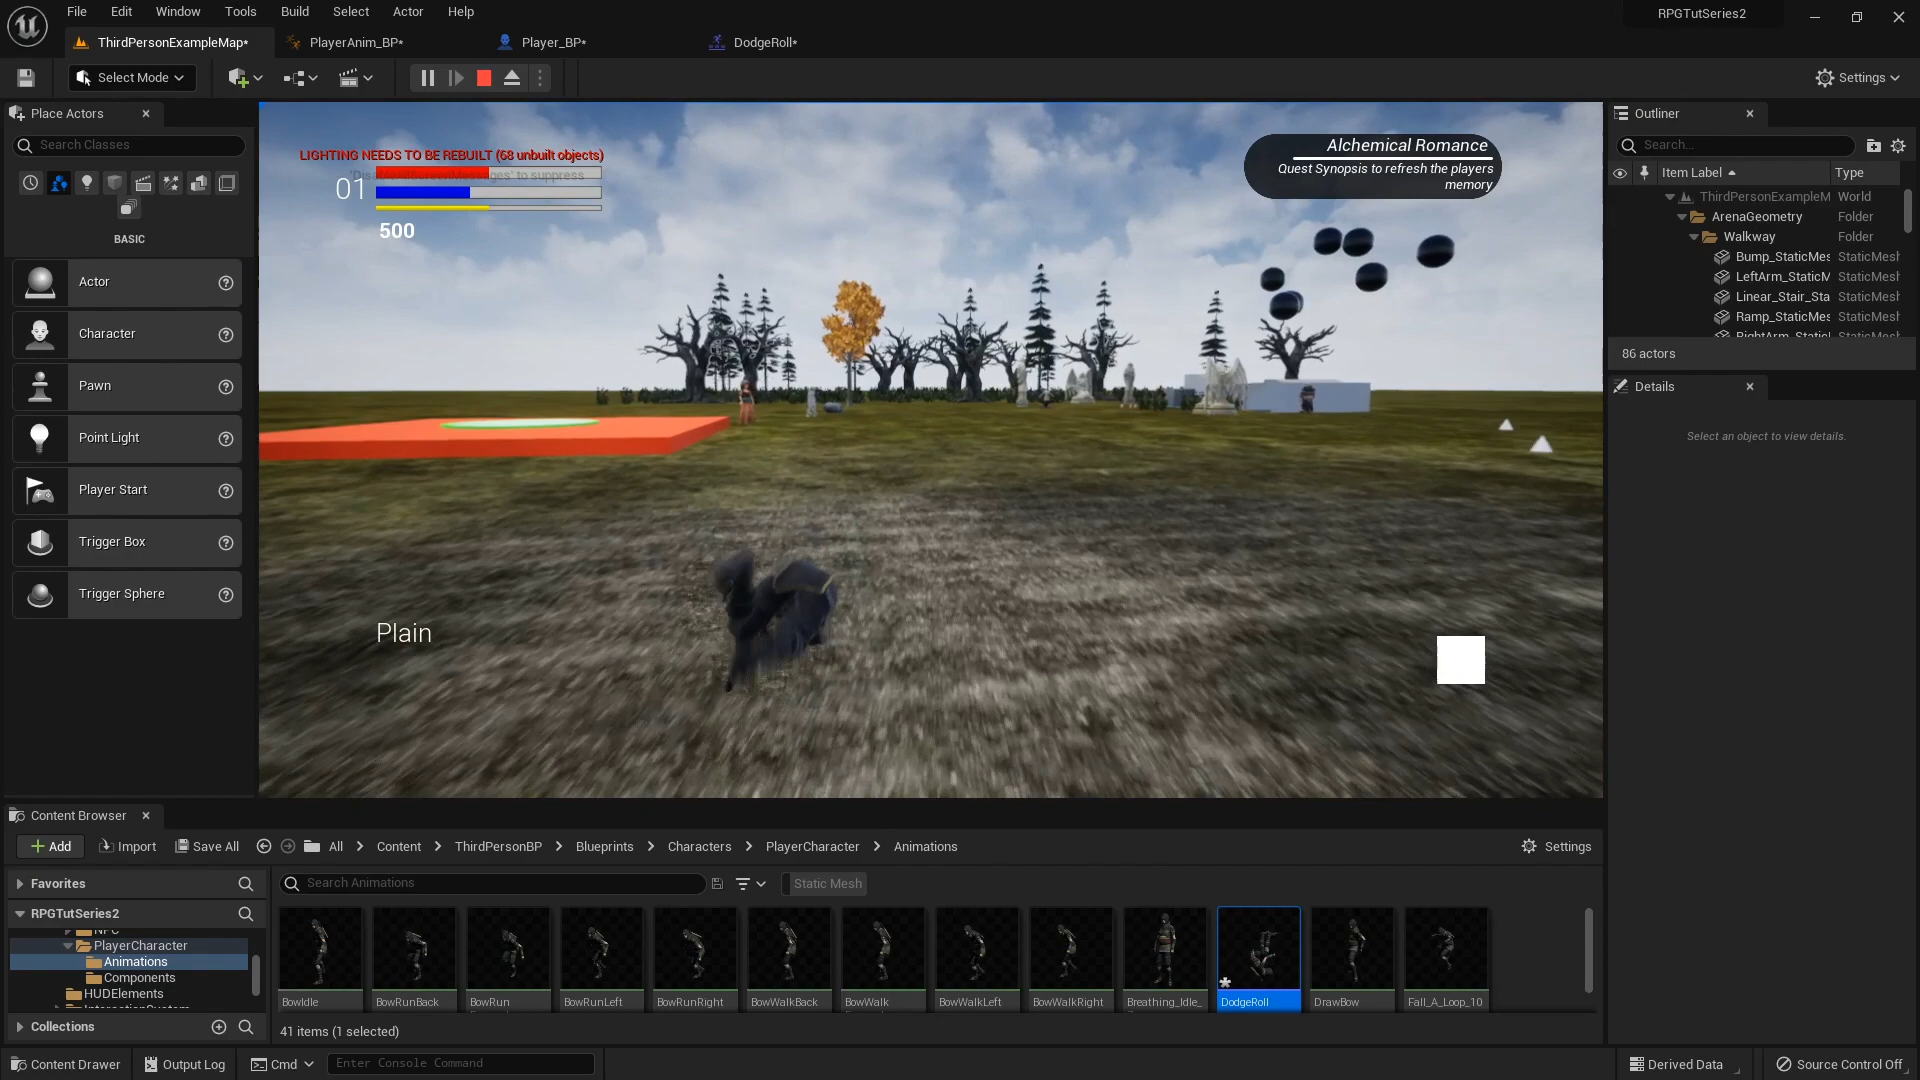 File Edit Window Tools Build Select Actor Help
RPGTutSeries2
ThirdPersonExampleMap* PlayerAnim_BP* Player_BP* DodgeRoll*
Select Mode
Settings
Place Actors
Search Classes
BASIC
Actor
Character
Pawn
Point Light
Player Start
Trigger Box
Trigger Sphere
LIGHTING NEEDS TO BE REBUILT (68 unbuilt objects)
01
500
Alchemical Romance
Quest Synopsis to refresh the players
memory
Plain
Outliner
Search...
Item Label Type
ThirdPersonExampleM World
ArenaGeometry Folder
Walkway Folder
Bump_StaticMes StaticMesh
LeftArm_StaticM StaticMesh
Linear_Stair_Sta StaticMesh
Ramp_StaticMes StaticMesh
86 actors
Details
Select an object to view details.
Content Browser
Add Import Save All All Content ThirdPersonBP Blueprints Characters PlayerCharacter Animations
Settings
Favorites
RPGTutSeries2
NPC
PlayerCharacter
Animations
Components
HUDElements
Collections
Search Animations
Static Mesh
BowIdle BowRunBack BowRun BowRunLeft BowRunRight BowWalkBack BowWalk BowWalkLeft BowWalkRight Breathing_Idle_ DodgeRoll DrawBow Fall_A_Loop_10
41 items (1 selected)
Content Drawer Output Log Cmd Enter Console Command
Derived Data Source Control Off